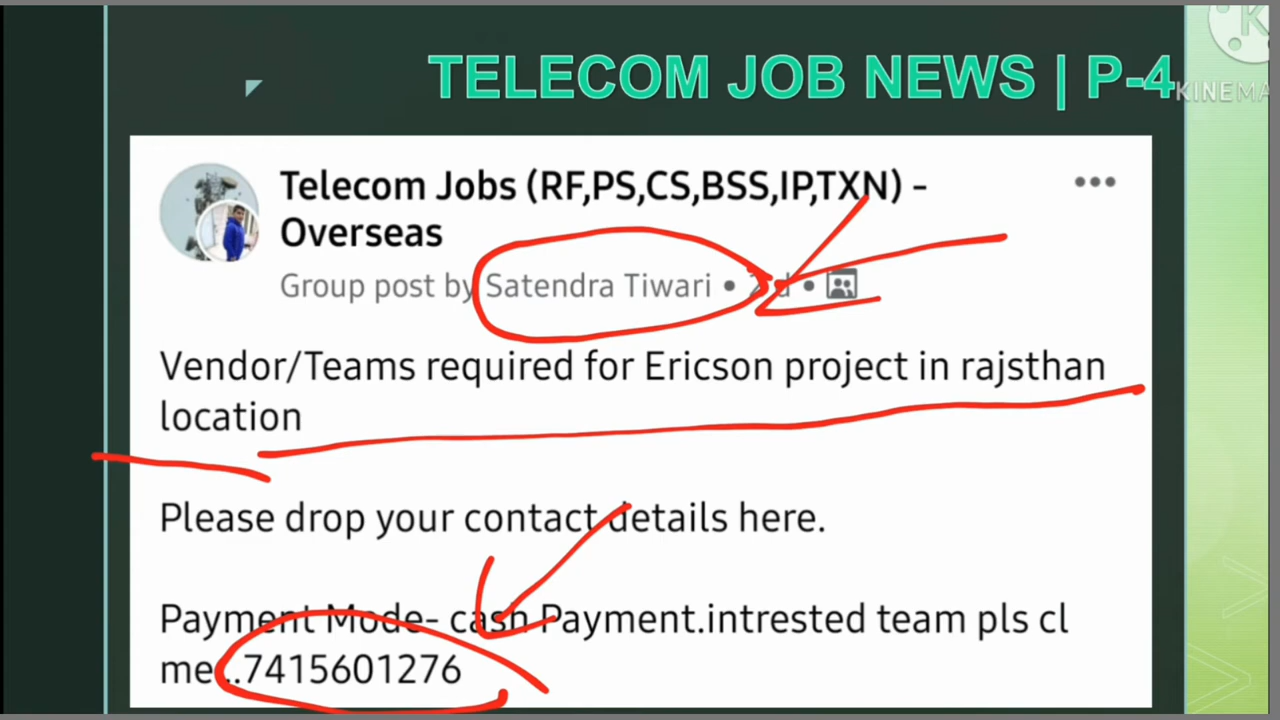 TELECOM JOB NEWS | P-4
KINEMA
Telecom Jobs (RF,PS,CS,BSS,IP,TXN) -
Overseas
Group post by Satendra Tiwari • 2 d •
Vendor/Teams required for Ericson project in rajsthan
location
Please drop your contact details here.
Payment Mode- cash Payment.intrested team pls cl
me...7415601276